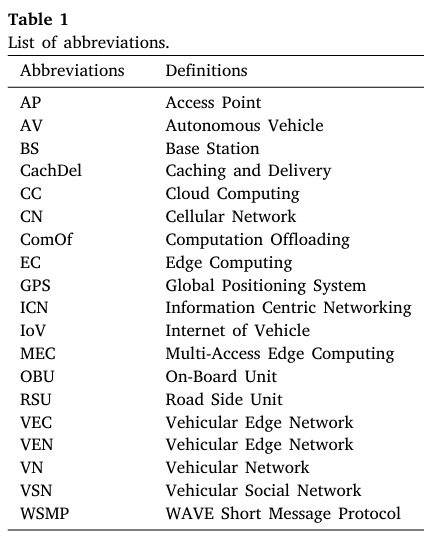 Table 1
List of abbreviations.
Abbreviations Definitions
AP Access Point
AV Autonomous Vehicle
BS Base Station
CachDel Caching and Delivery
CC Cloud Computing
CN Cellular Network
ComOf Computation Offloading
EC Edge Computing
GPS Global Positioning System
ICN Information Centric Networking
IoV Internet of Vehicle
MEC Multi-Access Edge Computing
OBU On-Board Unit
RSU Road Side Unit
VEC Vehicular Edge Network
VEN Vehicular Edge Network
VN Vehicular Network
VSN Vehicular Social Network
WSMP WAVE Short Message Protocol